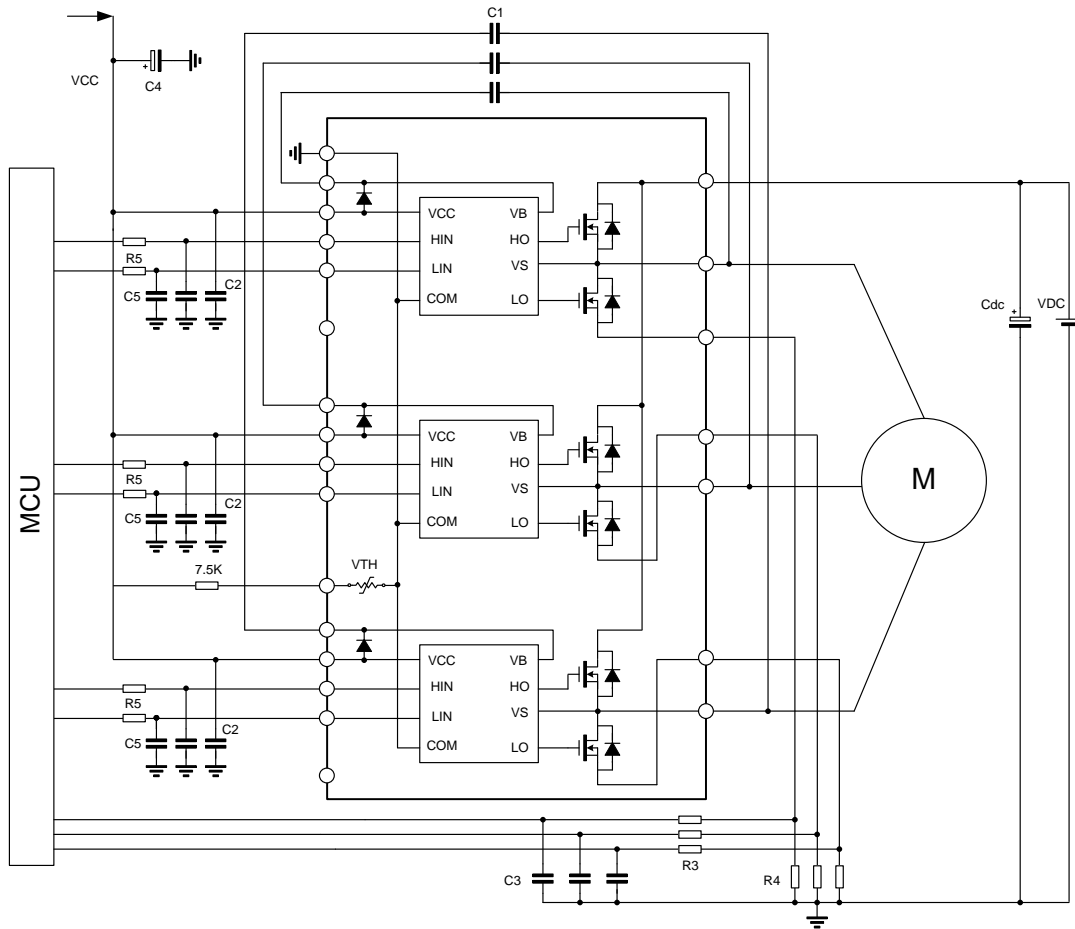 C1
+
VCC
C4
VCC
VB
HIN
HO
R5
LIN
VS
C5
C2
COM
LO
Cdc
+
VDC
VCC
VB
HIN
HO
R5
LIN
VS
C5
C2
COM
LO
MCU
M
7.5K
VTH
VCC
VB
HIN
HO
R5
LIN
VS
C5
C2
COM
LO
R3
C3
R4